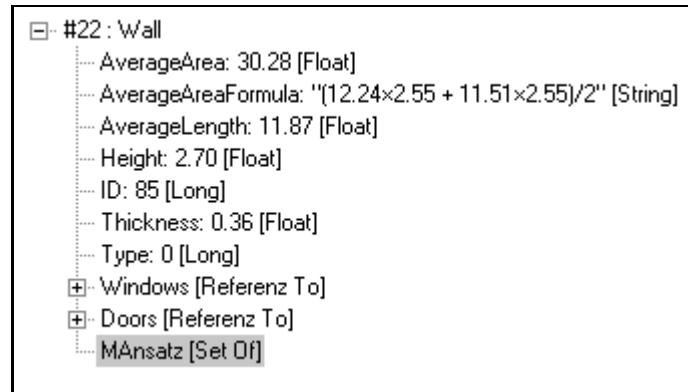 #22 : Wall
AverageArea: 30.28 [Float]
AverageAreaFormula: "(12.24×2.55 + 11.51×2.55)/2" [String]
AverageLength: 11.87 [Float]
Height: 2.70 [Float]
ID: 85 [Long]
Thickness: 0.36 [Float]
Type: 0 [Long]
Windows [Referenz To]
Doors [Referenz To]
MAnsatz [Set Of]